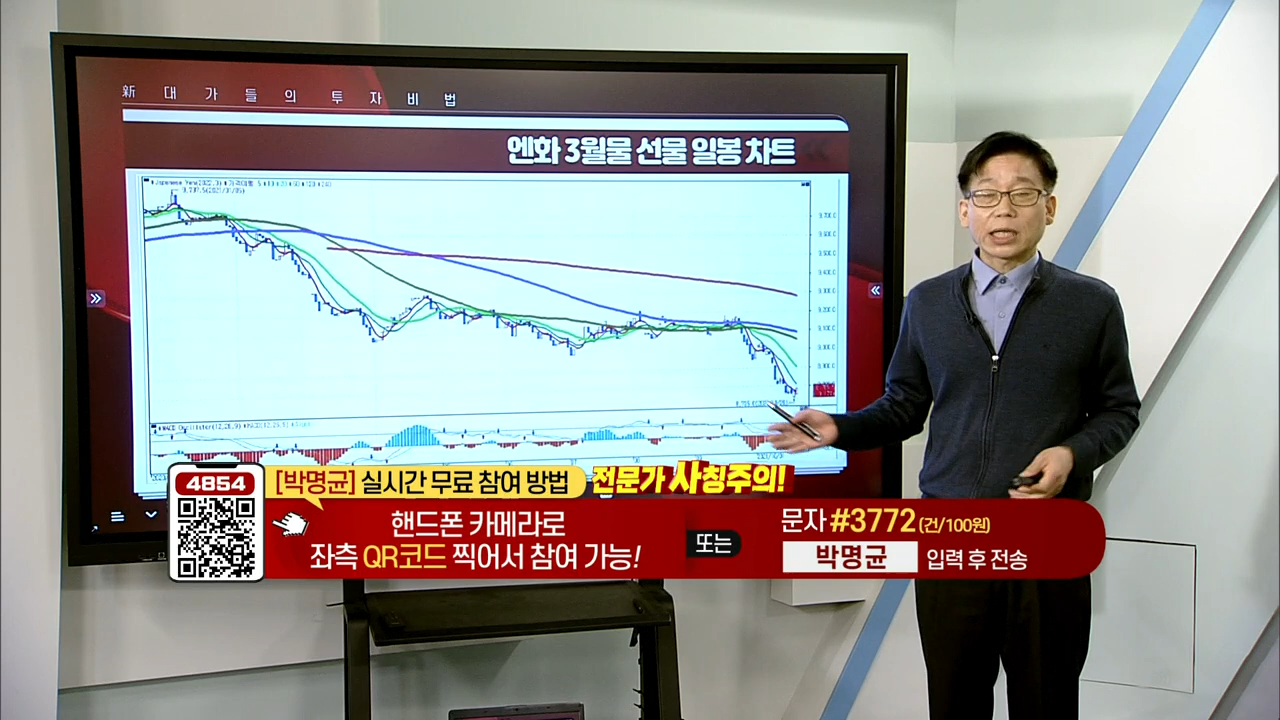 新 대 가 들 의 투 자 비 법
엔화 3월물 선물 일봉 차트
4854
[박명균] 실시간 무료 참여 방법
전문가 사칭주의!
핸드폰 카메라로
좌측 QR코드 찍어서 참여 가능!
또는
문자 #3772 (건/100원)
박명균 입력 후 전송